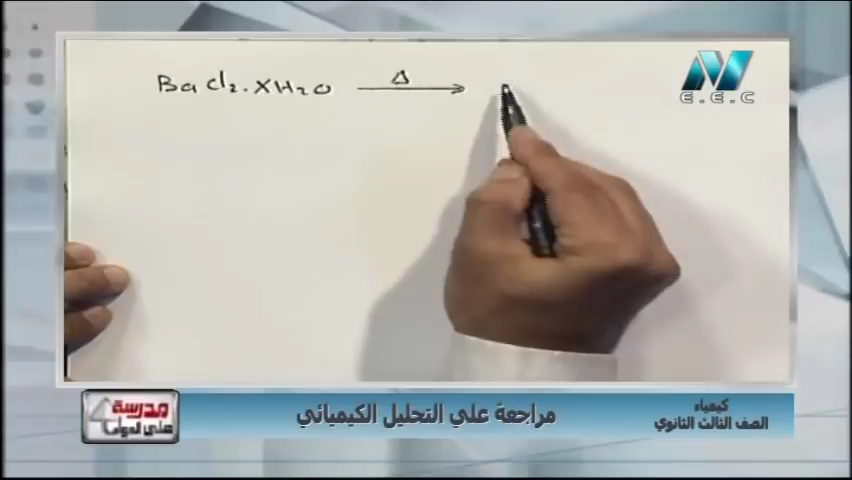 BaCl₂.XH₂O —Δ→
E.E.C
مدرسة
على الهواء
مراجعة علي التحليل الكيميائي
كيمياء
الصف الثالث الثانوي